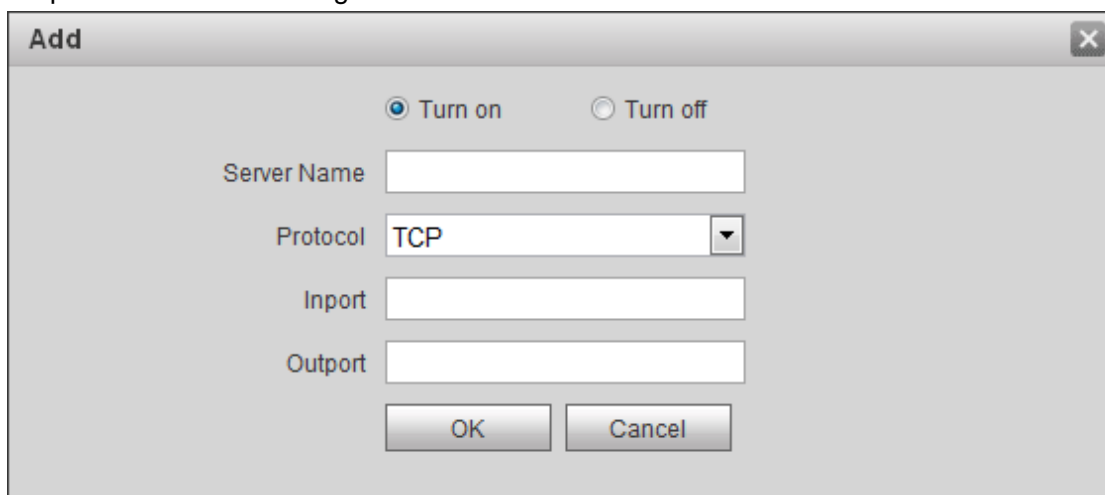 Add
Turn on Turn off
Server Name
Protocol TCP
Inport
Outport
OK Cancel